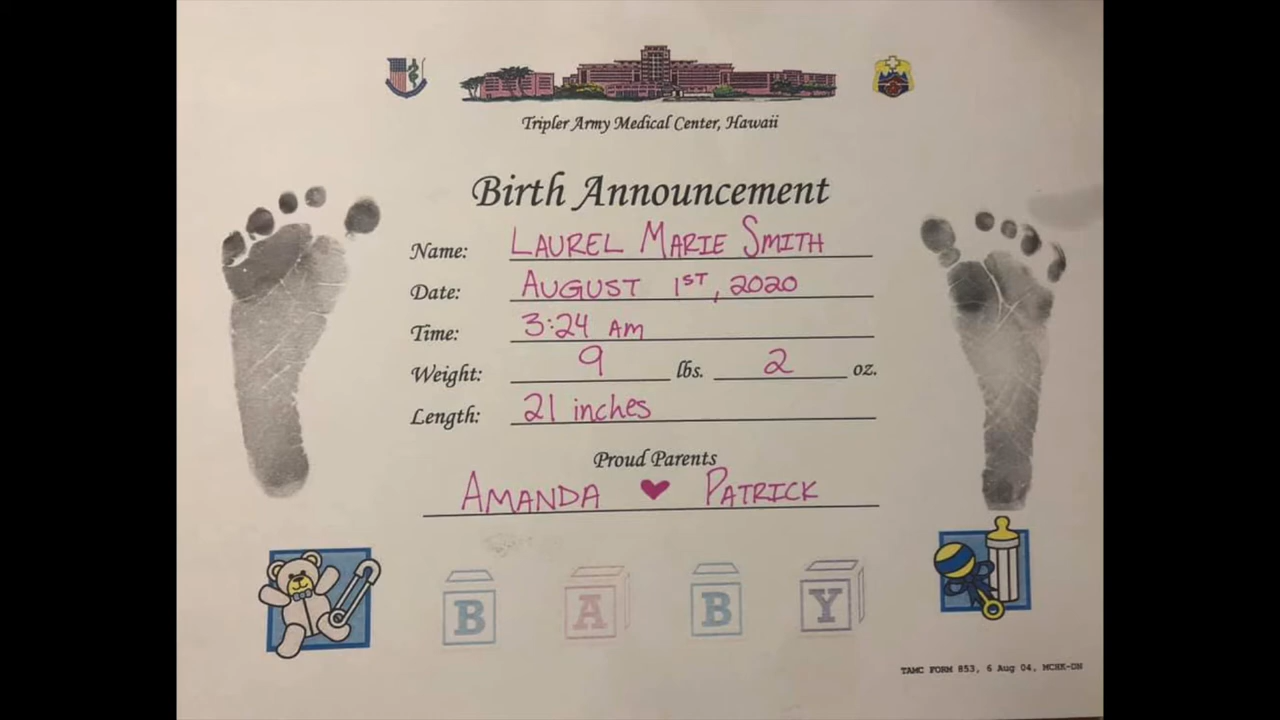 Tripler Army Medical Center, Hawaii
Birth Announcement
Name: LAUREL MARIE SMITH
Date: AUGUST 1ST, 2020
Time: 3:24 AM
Weight: 9 lbs. 2 oz.
Length: 21 inches
Proud Parents
AMANDA ♥ PATRICK
B A B Y
TAMC FORM 853, 6 Aug 04, MCHK-DN